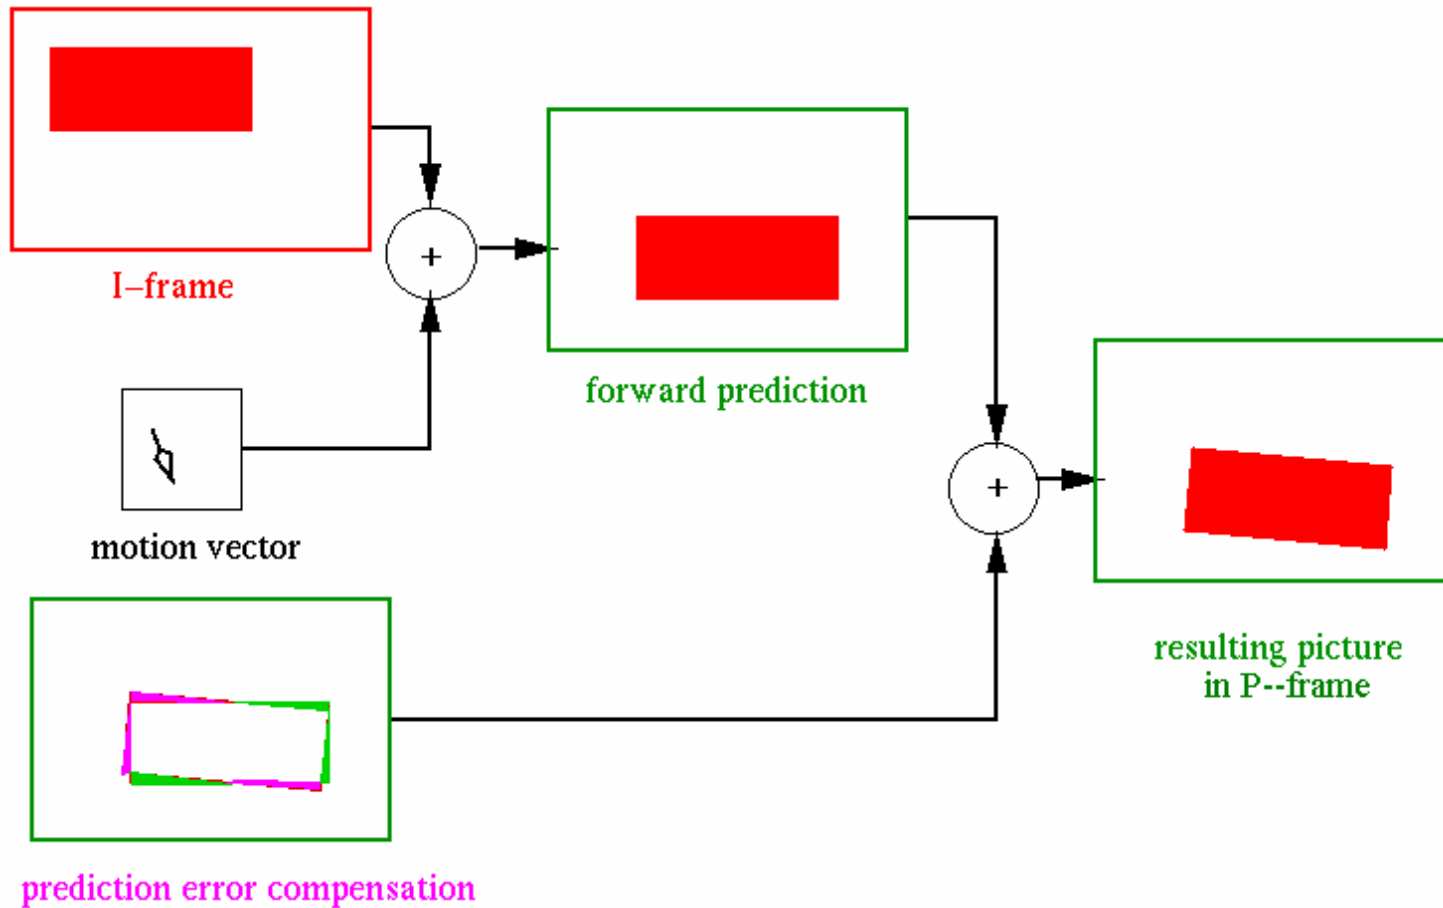 I–frame
forward prediction
motion vector
resulting picture
in P--frame
prediction error compensation